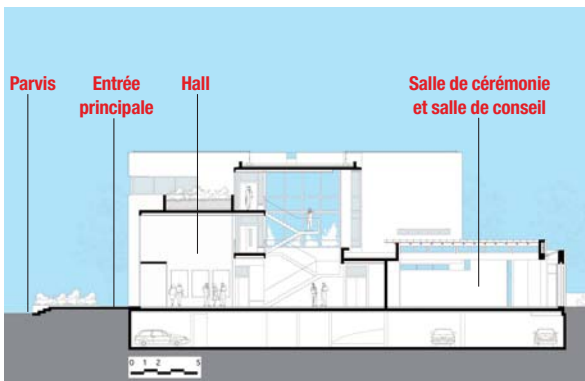 Parvis
Entrée
principale
Hall
Salle de cérémonie
et salle de conseil
0 1 2 5